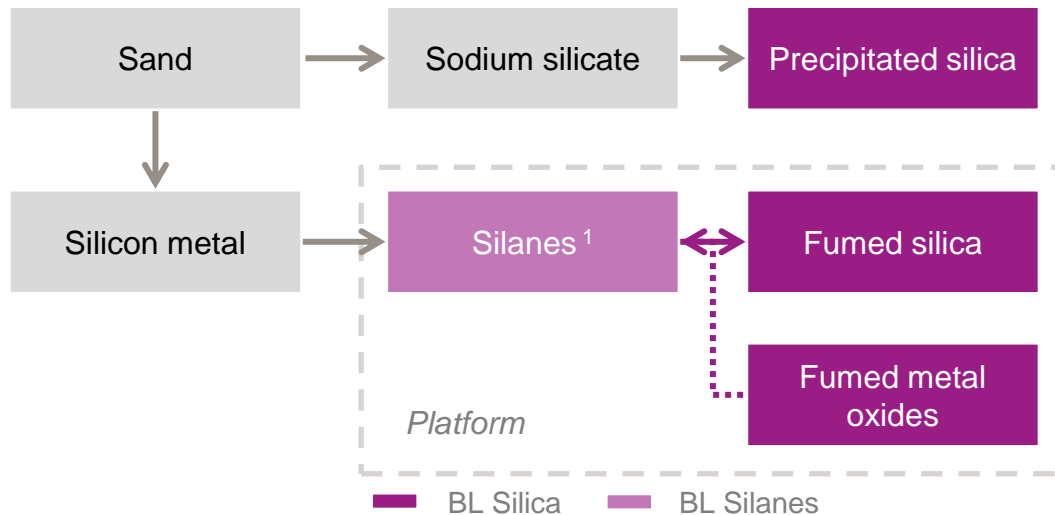 Sand
Sodium silicate
Precipitated silica
Silicon metal
Silanes 1
Fumed silica
Fumed metal
oxides
Platform
BL Silica
BL Silanes